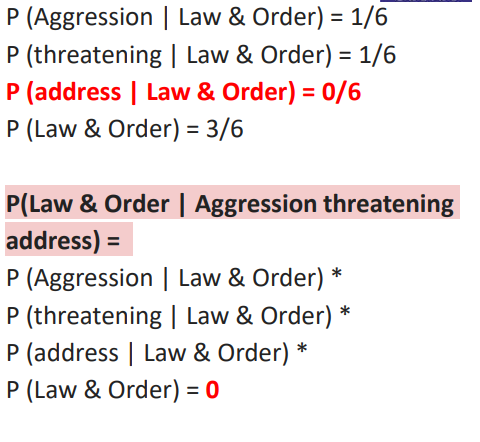 P (Aggression | Law & Order) = 1/6
P (threatening | Law & Order) = 1/6
P (address | Law & Order) = 0/6
P (Law & Order) = 3/6
P(Law & Order | Aggression threatening
address) =
P (Aggression | Law & Order) *
P (threatening | Law & Order) *
P (address | Law & Order) *
P (Law & Order) = 0